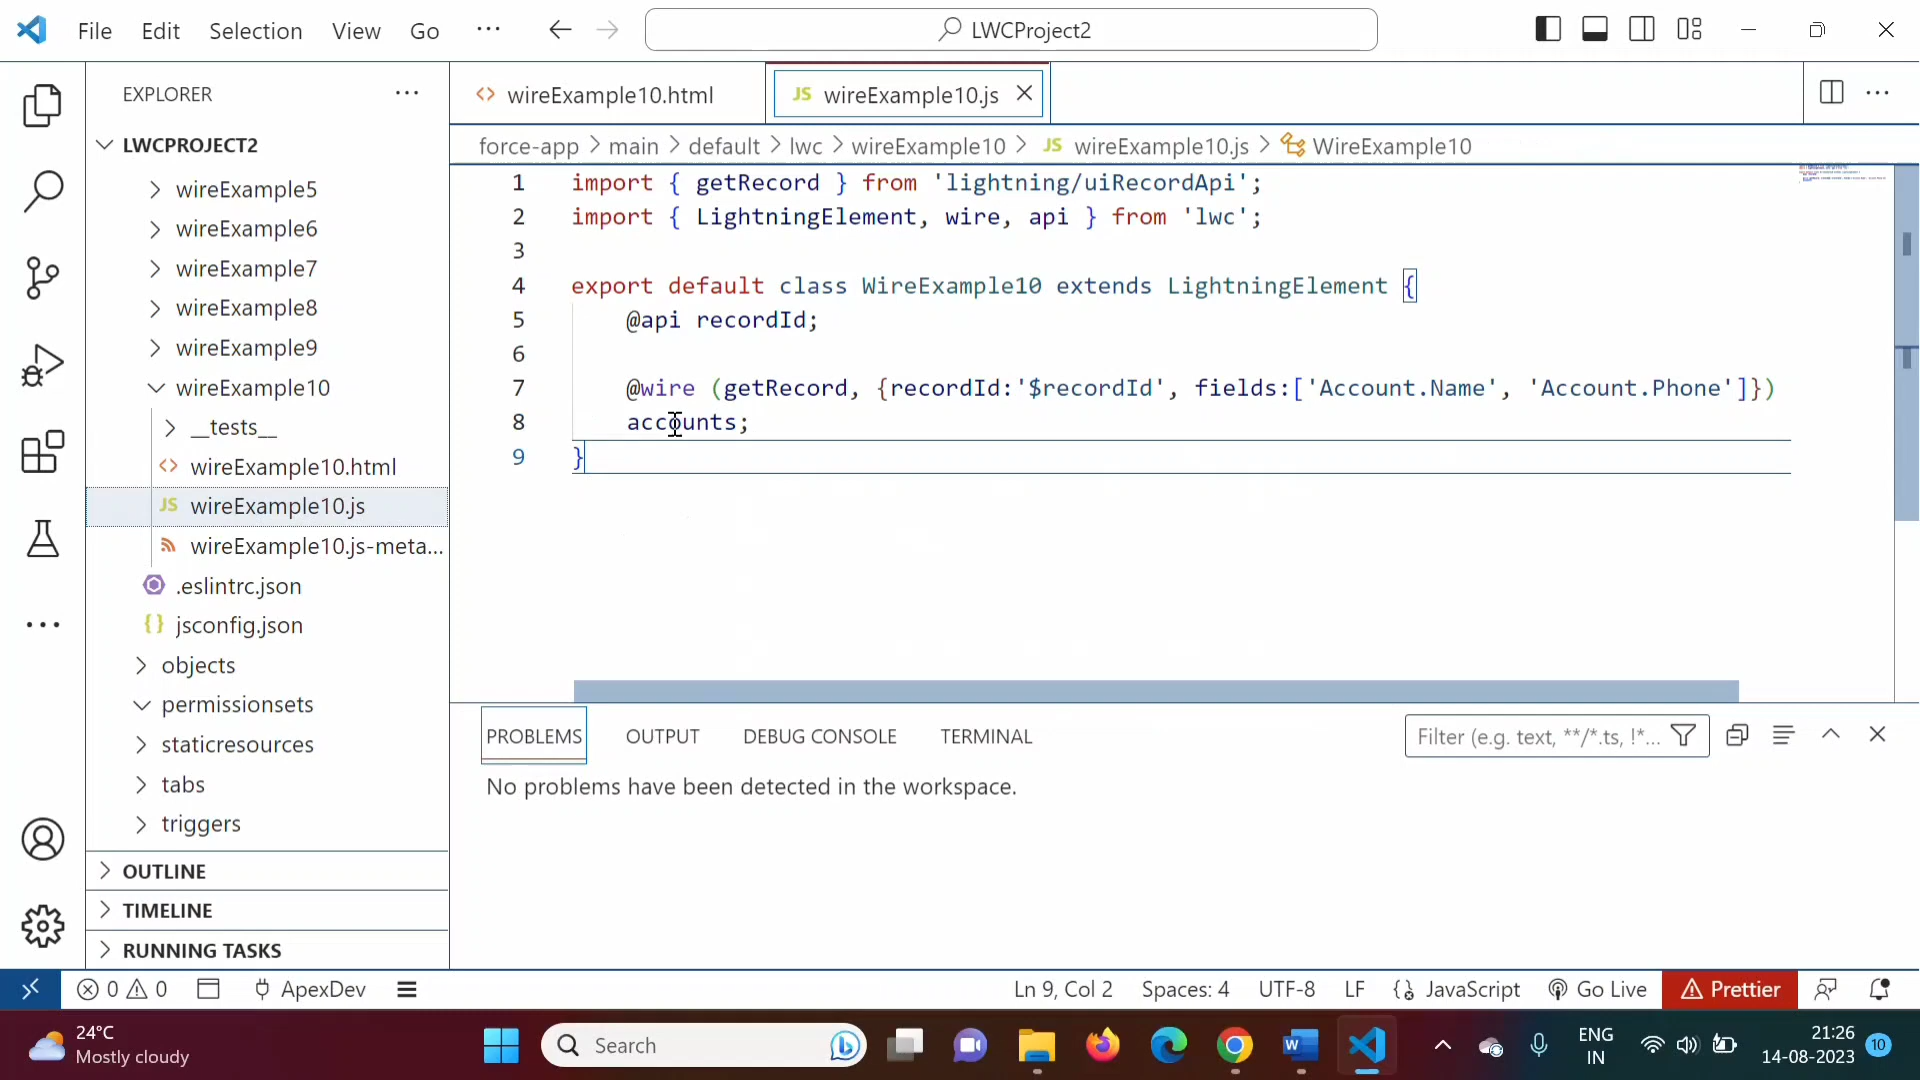 File Edit Selection View Go ··· LWCProject2
EXPLORER ···
wireExample10.html
JS wireExample10.js
LWCPROJECT2
force-app > main > default > lwc > wireExample10 > JS wireExample10.js > WireExample10
wireExample5
wireExample6
wireExample7
wireExample8
wireExample9
wireExample10
__tests__
wireExample10.html
JS wireExample10.js
wireExample10.js-meta...
.eslintrc.json
{} jsconfig.json
objects
permissionsets
staticresources
tabs
triggers
OUTLINE
TIMELINE
RUNNING TASKS
1 import { getRecord } from 'lightning/uiRecordApi';
2 import { LightningElement, wire, api } from 'lwc';
3
4 export default class WireExample10 extends LightningElement {
5 @api recordId;
6
7 @wire (getRecord, {recordId:'$recordId', fields:['Account.Name', 'Account.Phone']})
8 accounts;
9 }
PROBLEMS OUTPUT DEBUG CONSOLE TERMINAL Filter (e.g. text, **/*.ts, !*...
No problems have been detected in the workspace.
0 0 ApexDev Ln 9, Col 2 Spaces: 4 UTF-8 LF JavaScript Go Live Prettier
24°C
Mostly cloudy
Search
ENG
IN
21:26
14-08-2023
10